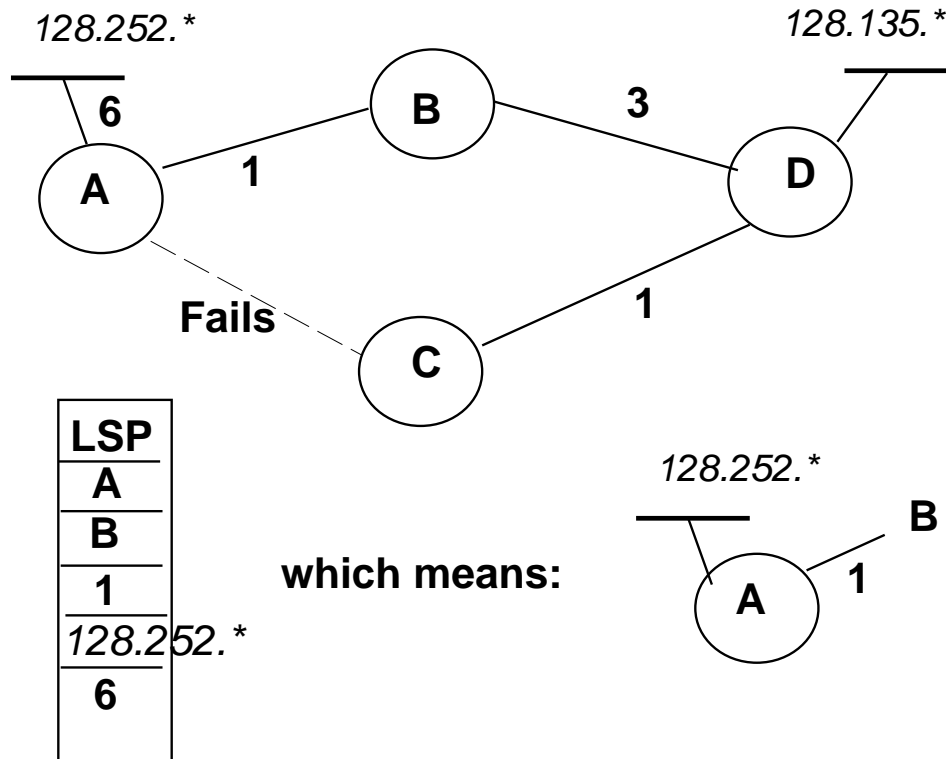 128.252.*
128.135.*
6
B
3
1
A
D
Fails
1
C
LSP
A
B
1
128.252.*
6
which means:
128.252.*
B
A
1